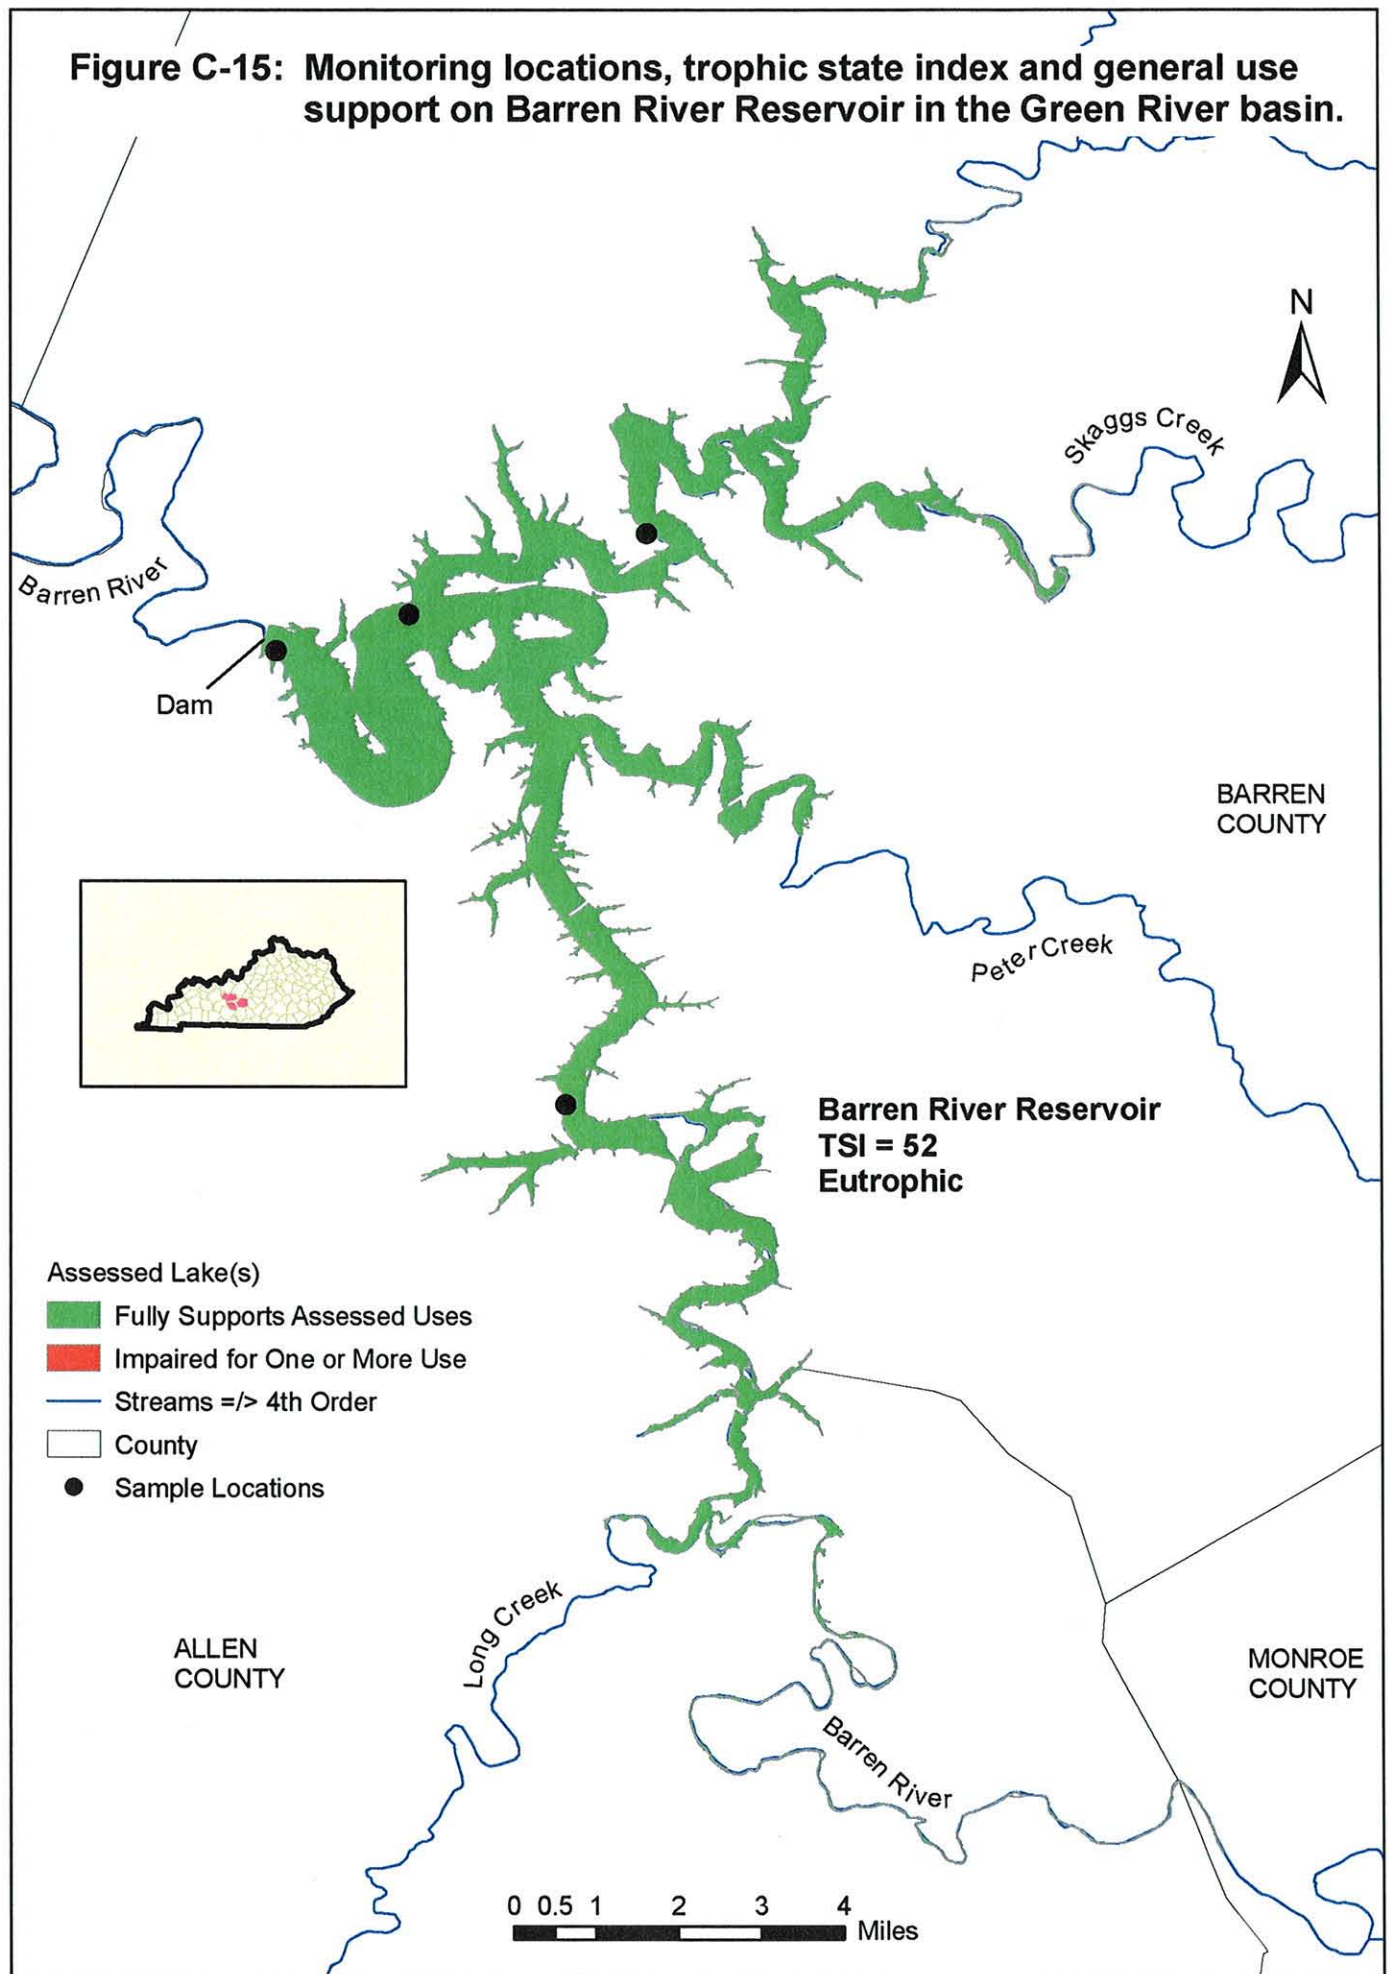 Figure C-15: Monitoring locations, trophic state index and general use
support on Barren River Reservoir in the Green River basin.
N
Skaggs Creek
Barren River
Dam
BARREN
COUNTY
Peter Creek
Barren River Reservoir
TSI = 52
Eutrophic
Assessed Lake(s)
Fully Supports Assessed Uses
Impaired for One or More Use
Streams =/> 4th Order
County
Sample Locations
Long Creek
ALLEN
COUNTY
MONROE
COUNTY
Barren River
0 0.5 1 2 3 4
Miles